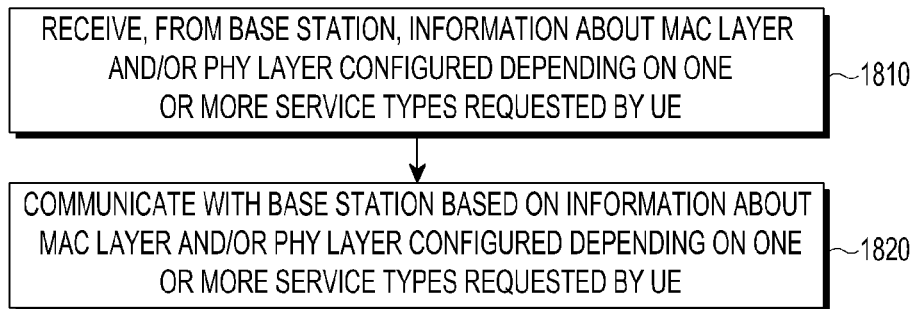 RECEIVE, FROM BASE STATION, INFORMATION ABOUT MAC LAYER
AND/OR PHY LAYER CONFIGURED DEPENDING ON ONE
OR MORE SERVICE TYPES REQUESTED BY UE
1810
COMMUNICATE WITH BASE STATION BASED ON INFORMATION ABOUT
MAC LAYER AND/OR PHY LAYER CONFIGURED DEPENDING ON ONE
OR MORE SERVICE TYPES REQUESTED BY UE
1820